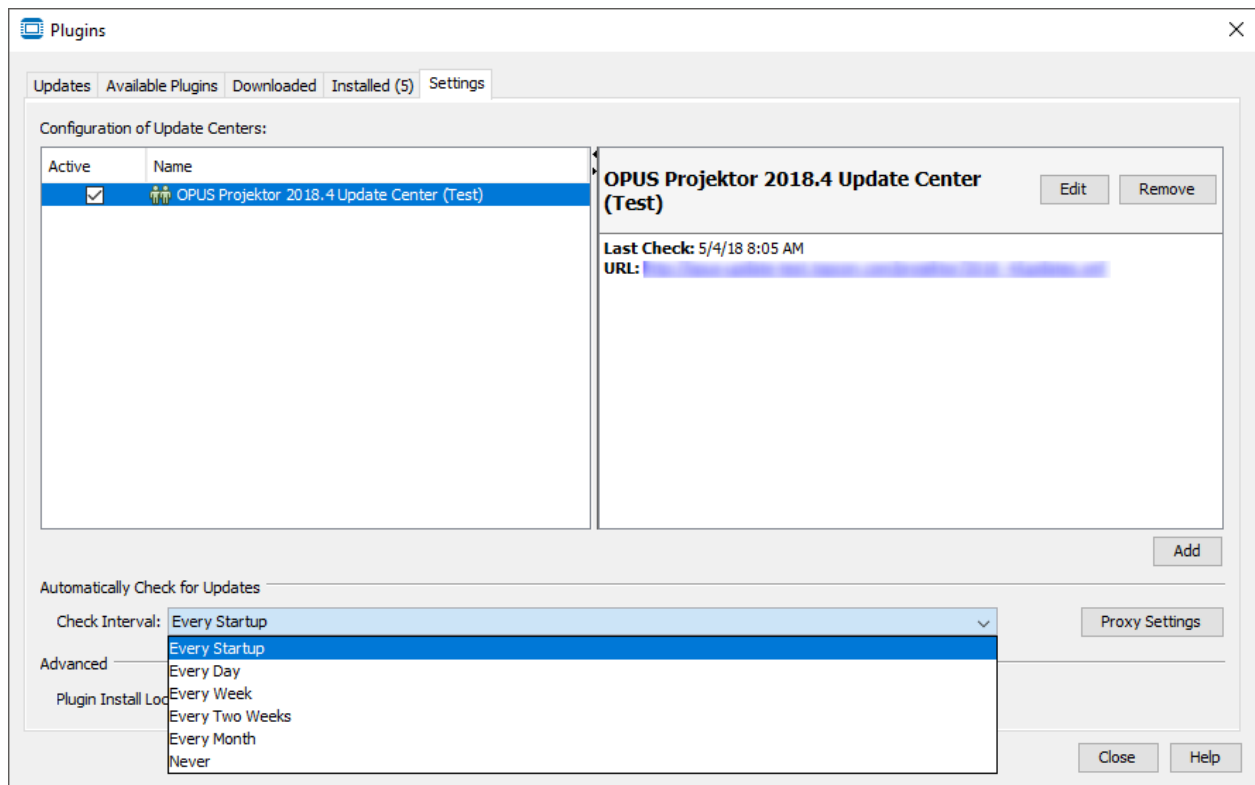 Plugins
Updates Available Plugins Downloaded Installed (5) Settings
Configuration of Update Centers:
Active Name
OPUS Projektor 2018.4 Update Center (Test)
OPUS Projektor 2018.4 Update Center
(Test)
Edit Remove
Last Check: 5/4/18 8:05 AM
URL:
Add
Automatically Check for Updates
Check Interval: Every Startup
Proxy Settings
Every Startup
Every Day
Every Week
Every Two Weeks
Every Month
Never
Advanced
Plugin Install Loc
Close Help